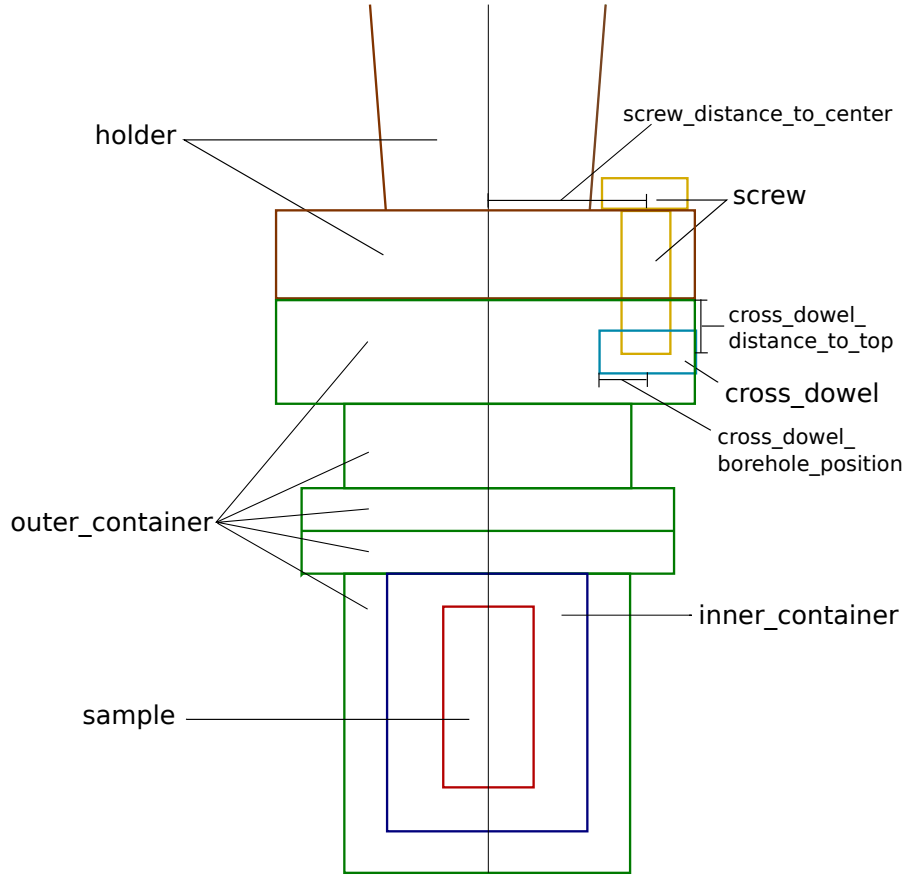 screw_distance_to_center
holder
screw
cross_dowel_
distance_to_top
cross_dowel
cross_dowel_
borehole_position
outer_container
inner_container
sample